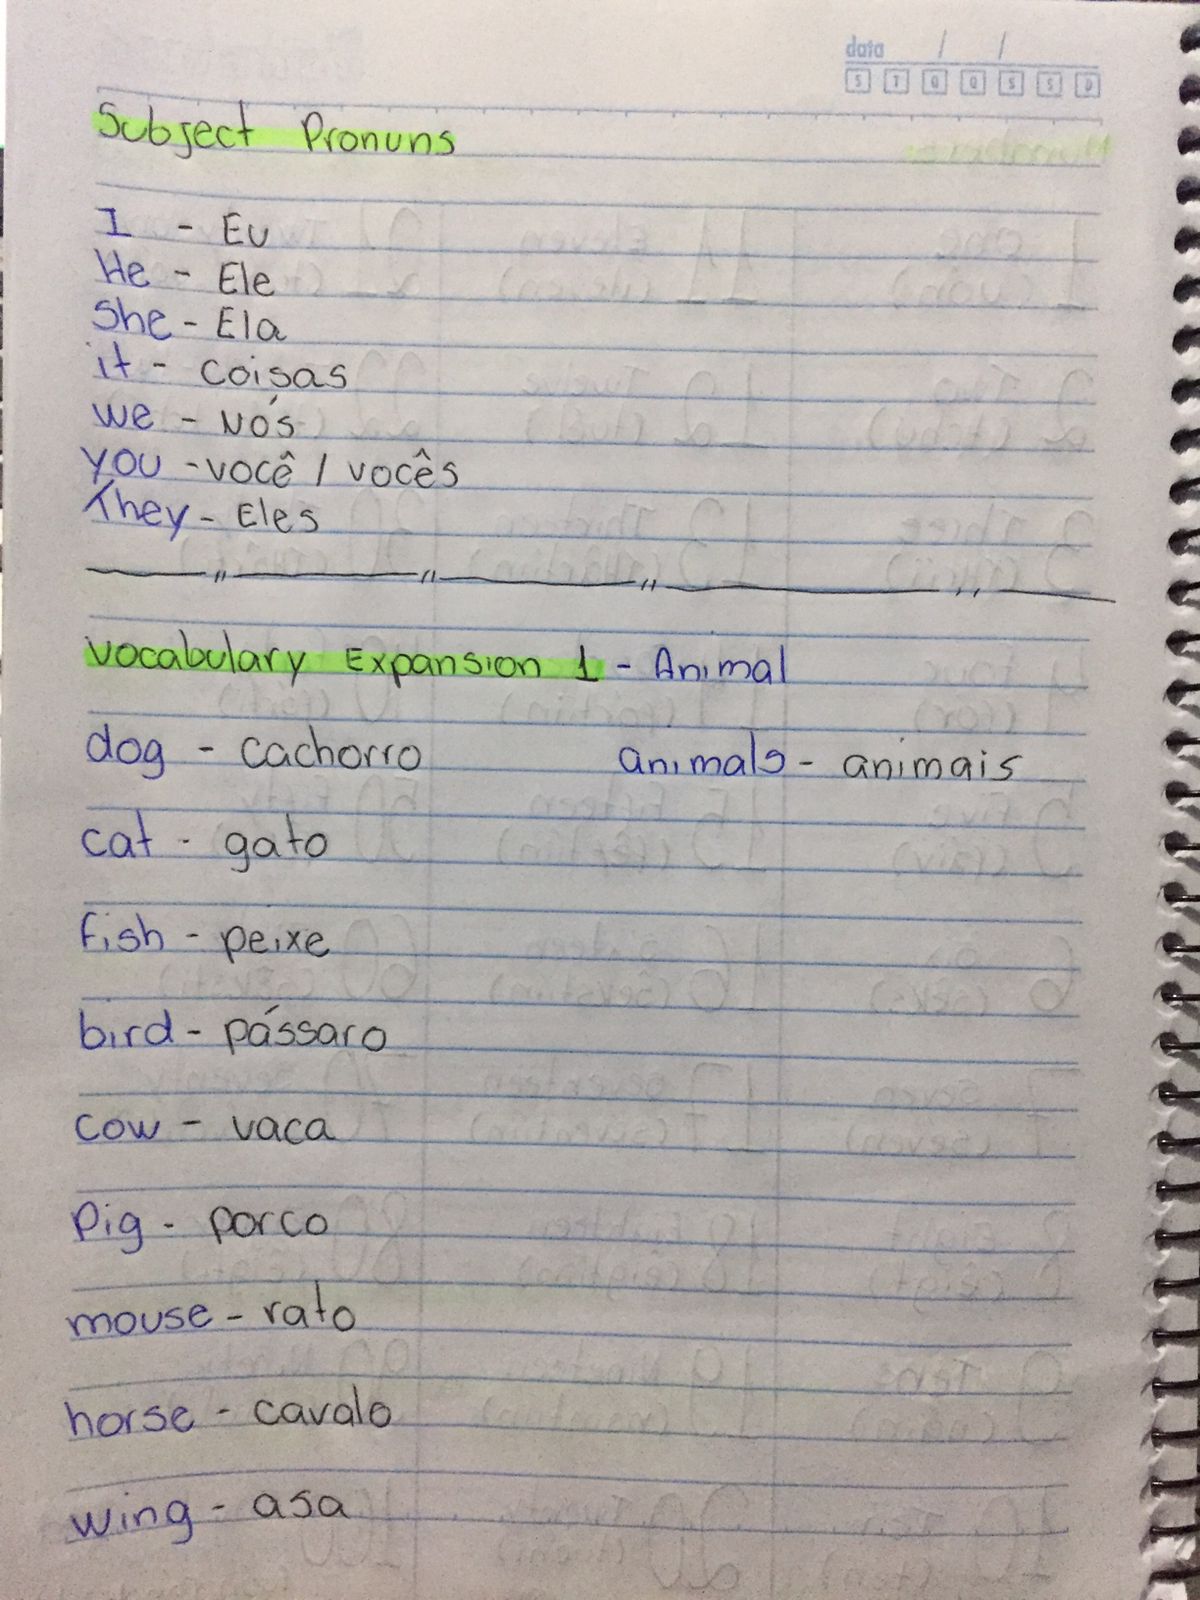 data / /
S T Q Q S S D
Subject Pronuns
I - Eu
He - Ele
She - Ela
it - coisas
we - Nós
you - você / vocês
They - Eles
Vocabulary Expansion 1 - Animal
dog - cachorro animals - animais
cat - gato
fish - peixe
bird - pássaro
cow - vaca
Pig - porco
mouse - rato
horse - cavalo
wing - asa